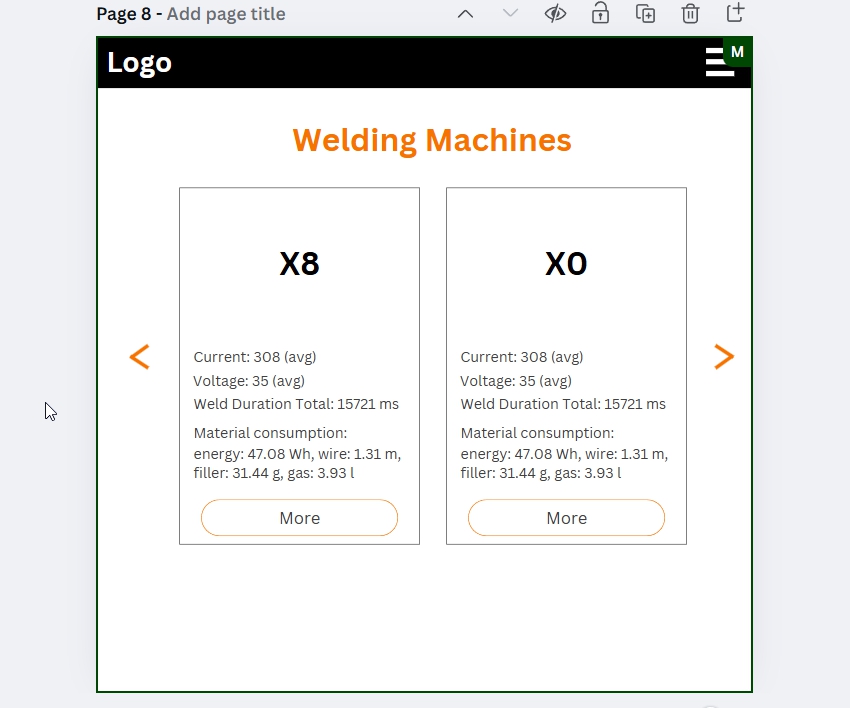 Page 8 - Add page title
Logo
M
Welding Machines
X8
X0
Current: 308 (avg)
Voltage: 35 (avg)
Weld Duration Total: 15721 ms
Material consumption:
energy: 47.08 Wh, wire: 1.31 m,
filler: 31.44 g, gas: 3.93 l
More
Current: 308 (avg)
Voltage: 35 (avg)
Weld Duration Total: 15721 ms
Material consumption:
energy: 47.08 Wh, wire: 1.31 m,
filler: 31.44 g, gas: 3.93 l
More